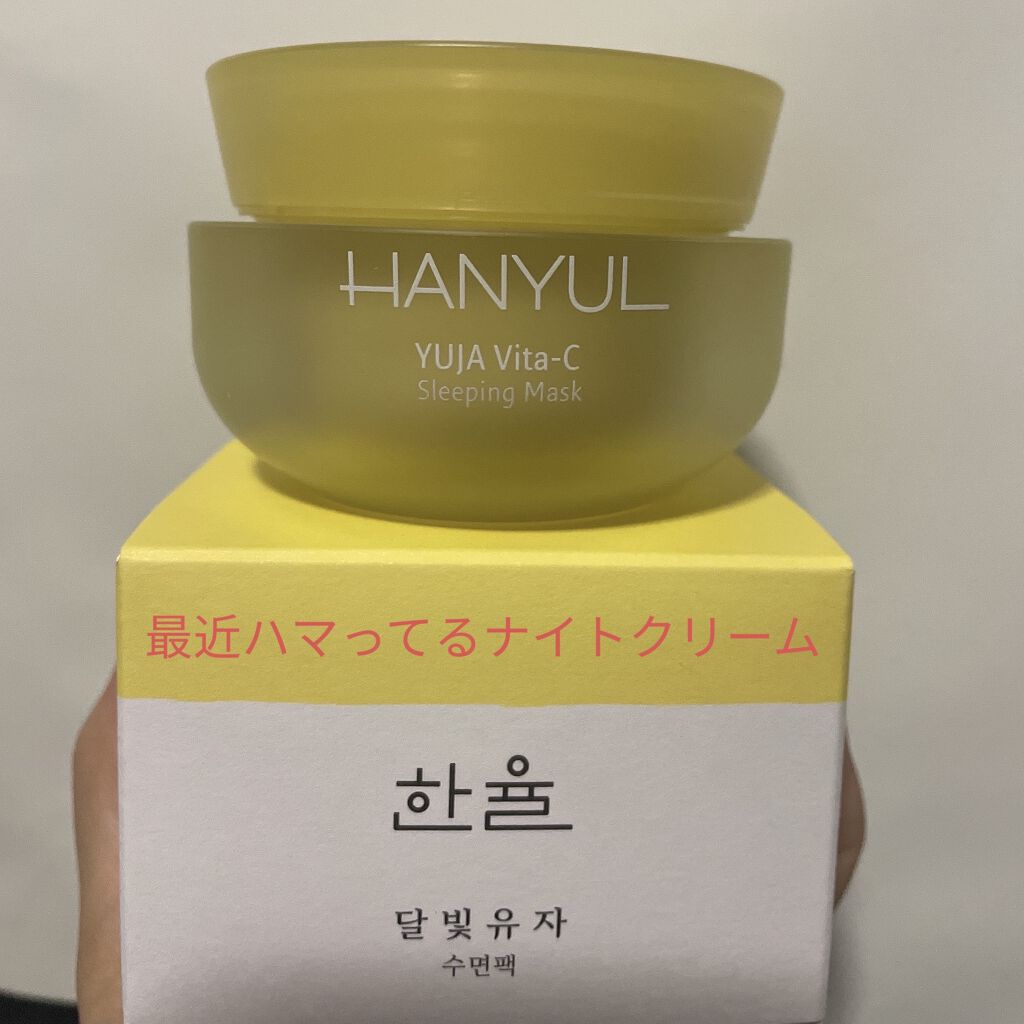 HANYUL
YUJA Vita-C
Sleeping Mask
最近ハマってるナイトクリーム
한율
달빛유자
수면팩